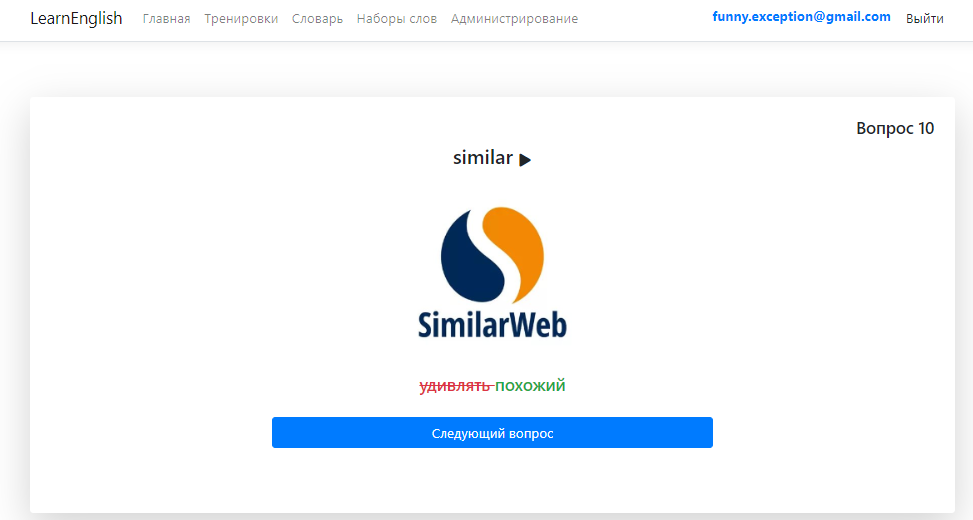 LearnEnglish Главная Тренировки Словарь Наборы слов Администрирование funny.exception@gmail.com Выйти
Вопрос 10
similar
SimilarWeb
удивлять похожий
Следующий вопрос